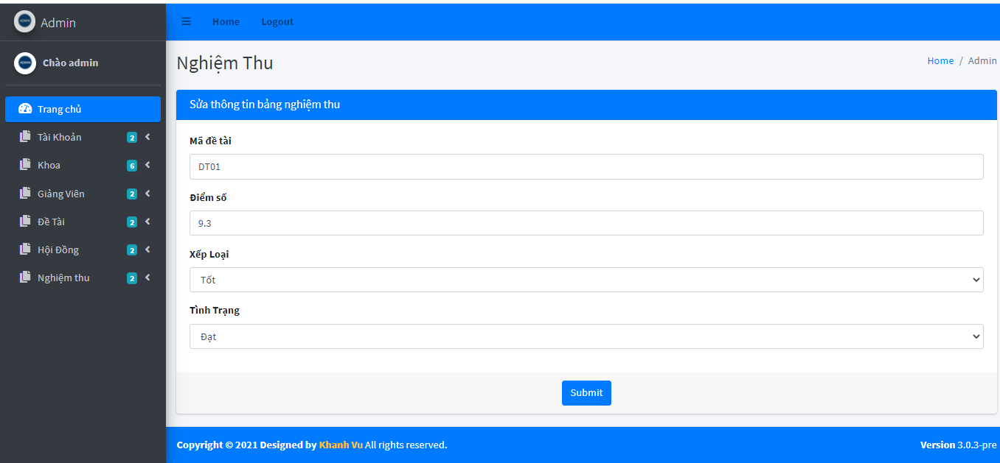 Admin
Home Logout
Chào admin
Trang chủ
Tài Khoản 2
Khoa 6
Giảng Viên 2
Đề Tài 2
Hội Đồng 2
Nghiệm thu 2
Nghiệm Thu
Home / Admin
Sửa thông tin bảng nghiệm thu
Mã đề tài
DT01
Điểm số
9.3
Xếp Loại
Tốt
Tình Trạng
Đạt
Submit
Copyright © 2021 Designed by Khanh Vu All rights reserved.
Version 3.0.3-pre